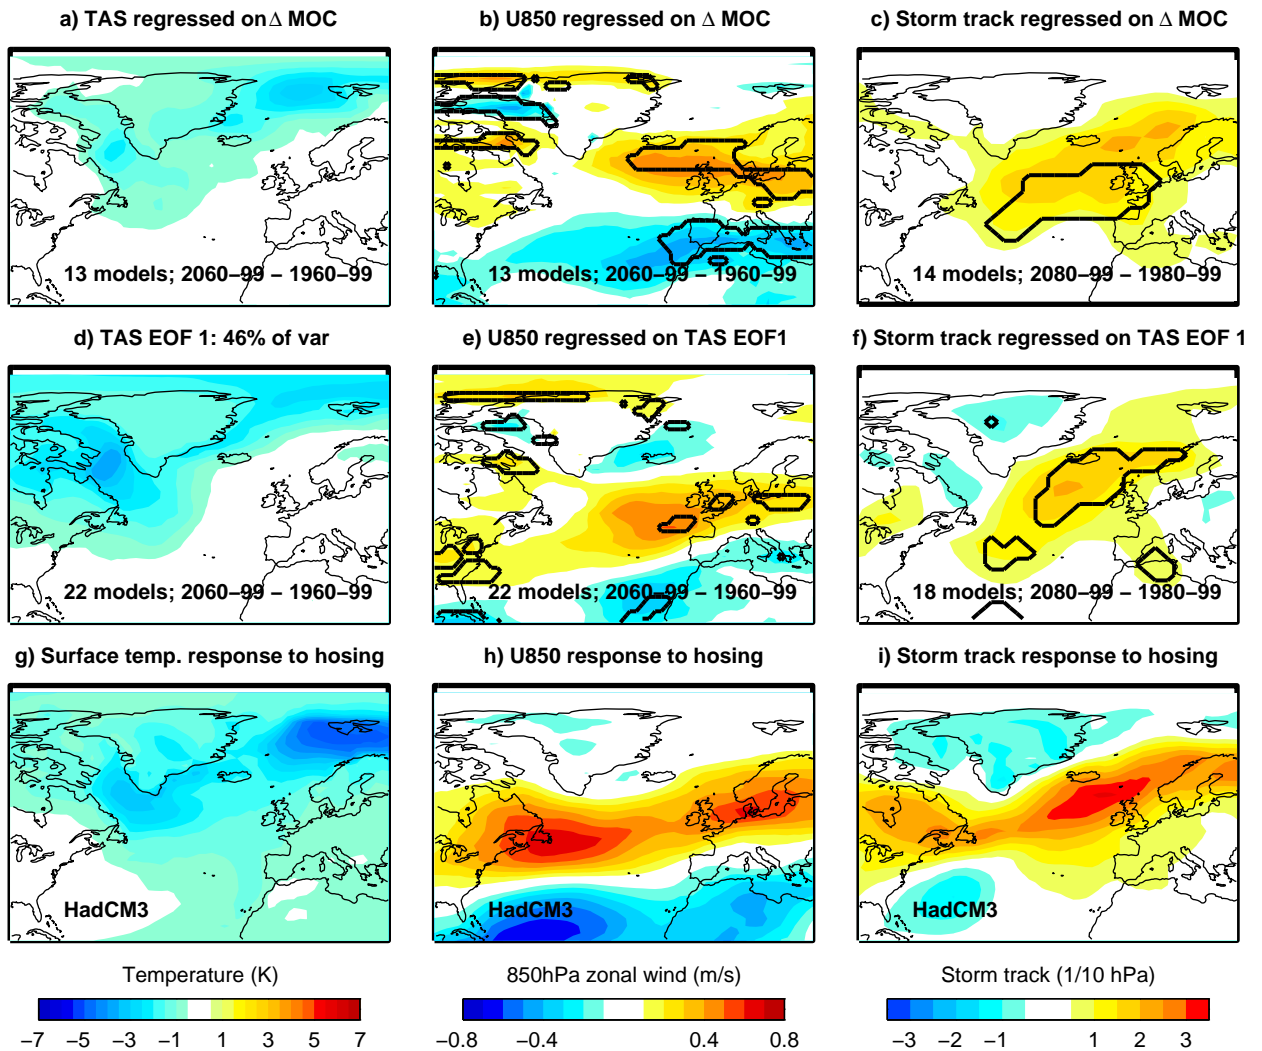 a) TAS regressed on Δ MOC
b) U850 regressed on Δ MOC
c) Storm track regressed on Δ MOC
13 models; 2060–99 – 1960–99
13 models; 2060–99 – 1960–99
14 models; 2080–99 – 1980–99
d) TAS EOF 1: 46% of var
e) U850 regressed on TAS EOF1
f) Storm track regressed on TAS EOF 1
22 models; 2060–99 – 1960–99
22 models; 2060–99 – 1960–99
18 models; 2080–99 – 1980–99
g) Surface temp. response to hosing
h) U850 response to hosing
i) Storm track response to hosing
HadCM3
HadCM3
HadCM3
Temperature (K)
850hPa zonal wind (m/s)
Storm track (1/10 hPa)
−7 −5 −3 −1 1 3 5 7
−0.8 −0.4 0.4 0.8
−3 −2 −1 1 2 3